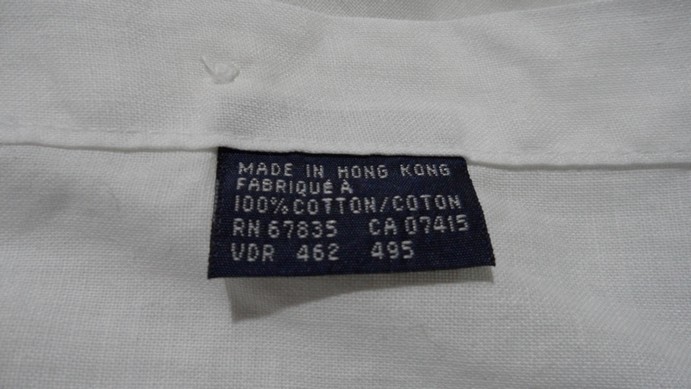 MADE IN HONG KONG
FABRIQUÉ À
100% COTTON/COTON
RN 67835 CA 07415
VDR 462 495